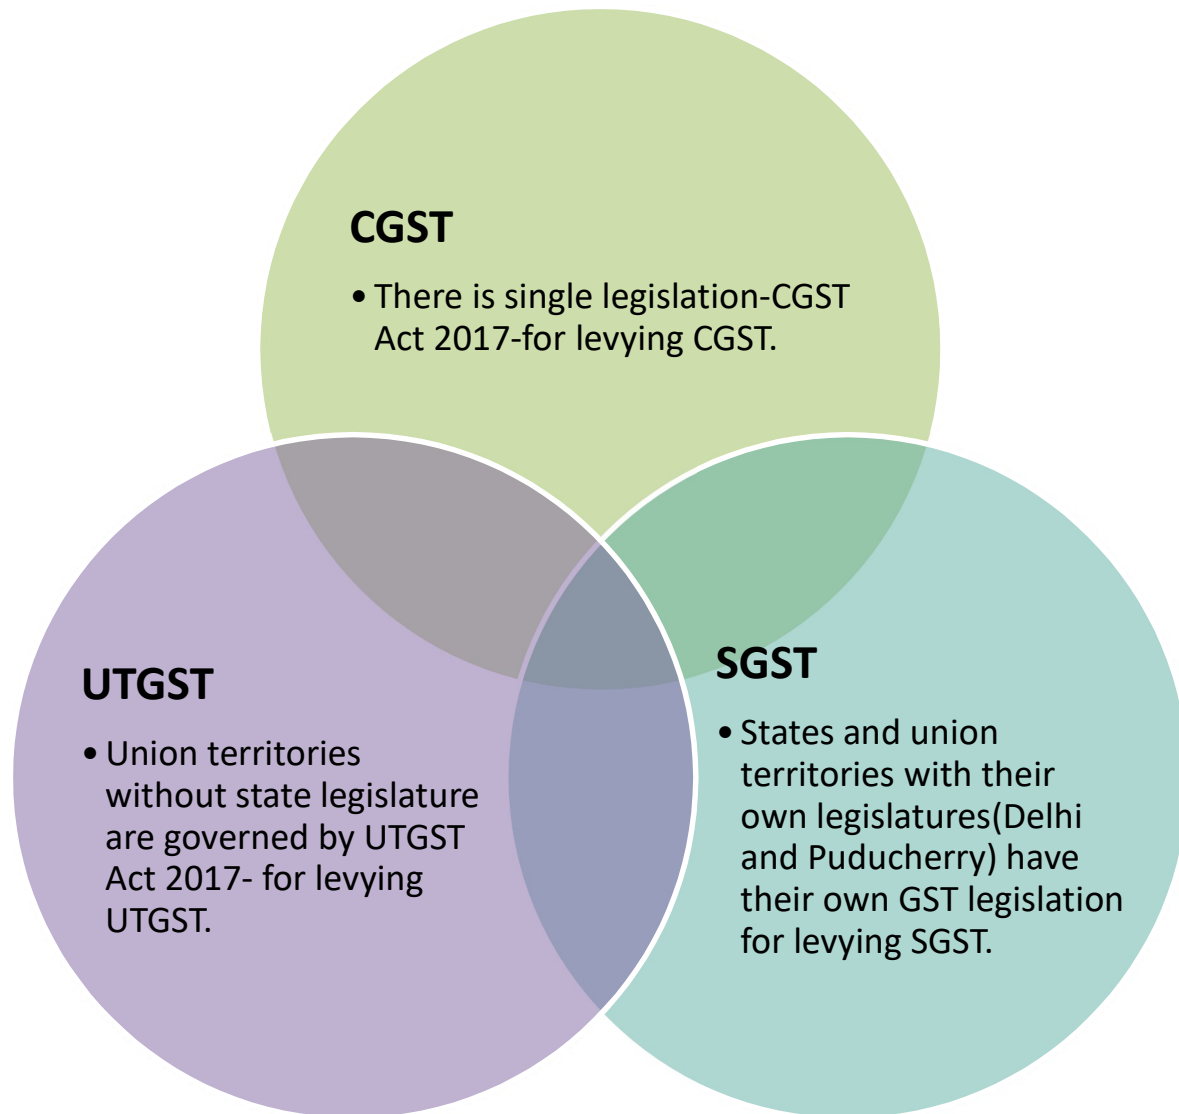 CGST
• There is single legislation-CGST
Act 2017-for levying CGST.
UTGST
• Union territories
without state legislature
are governed by UTGST
Act 2017- for levying
UTGST.
SGST
• States and union
territories with their
own legislatures(Delhi
and Puducherry) have
their own GST legislation
for levying SGST.